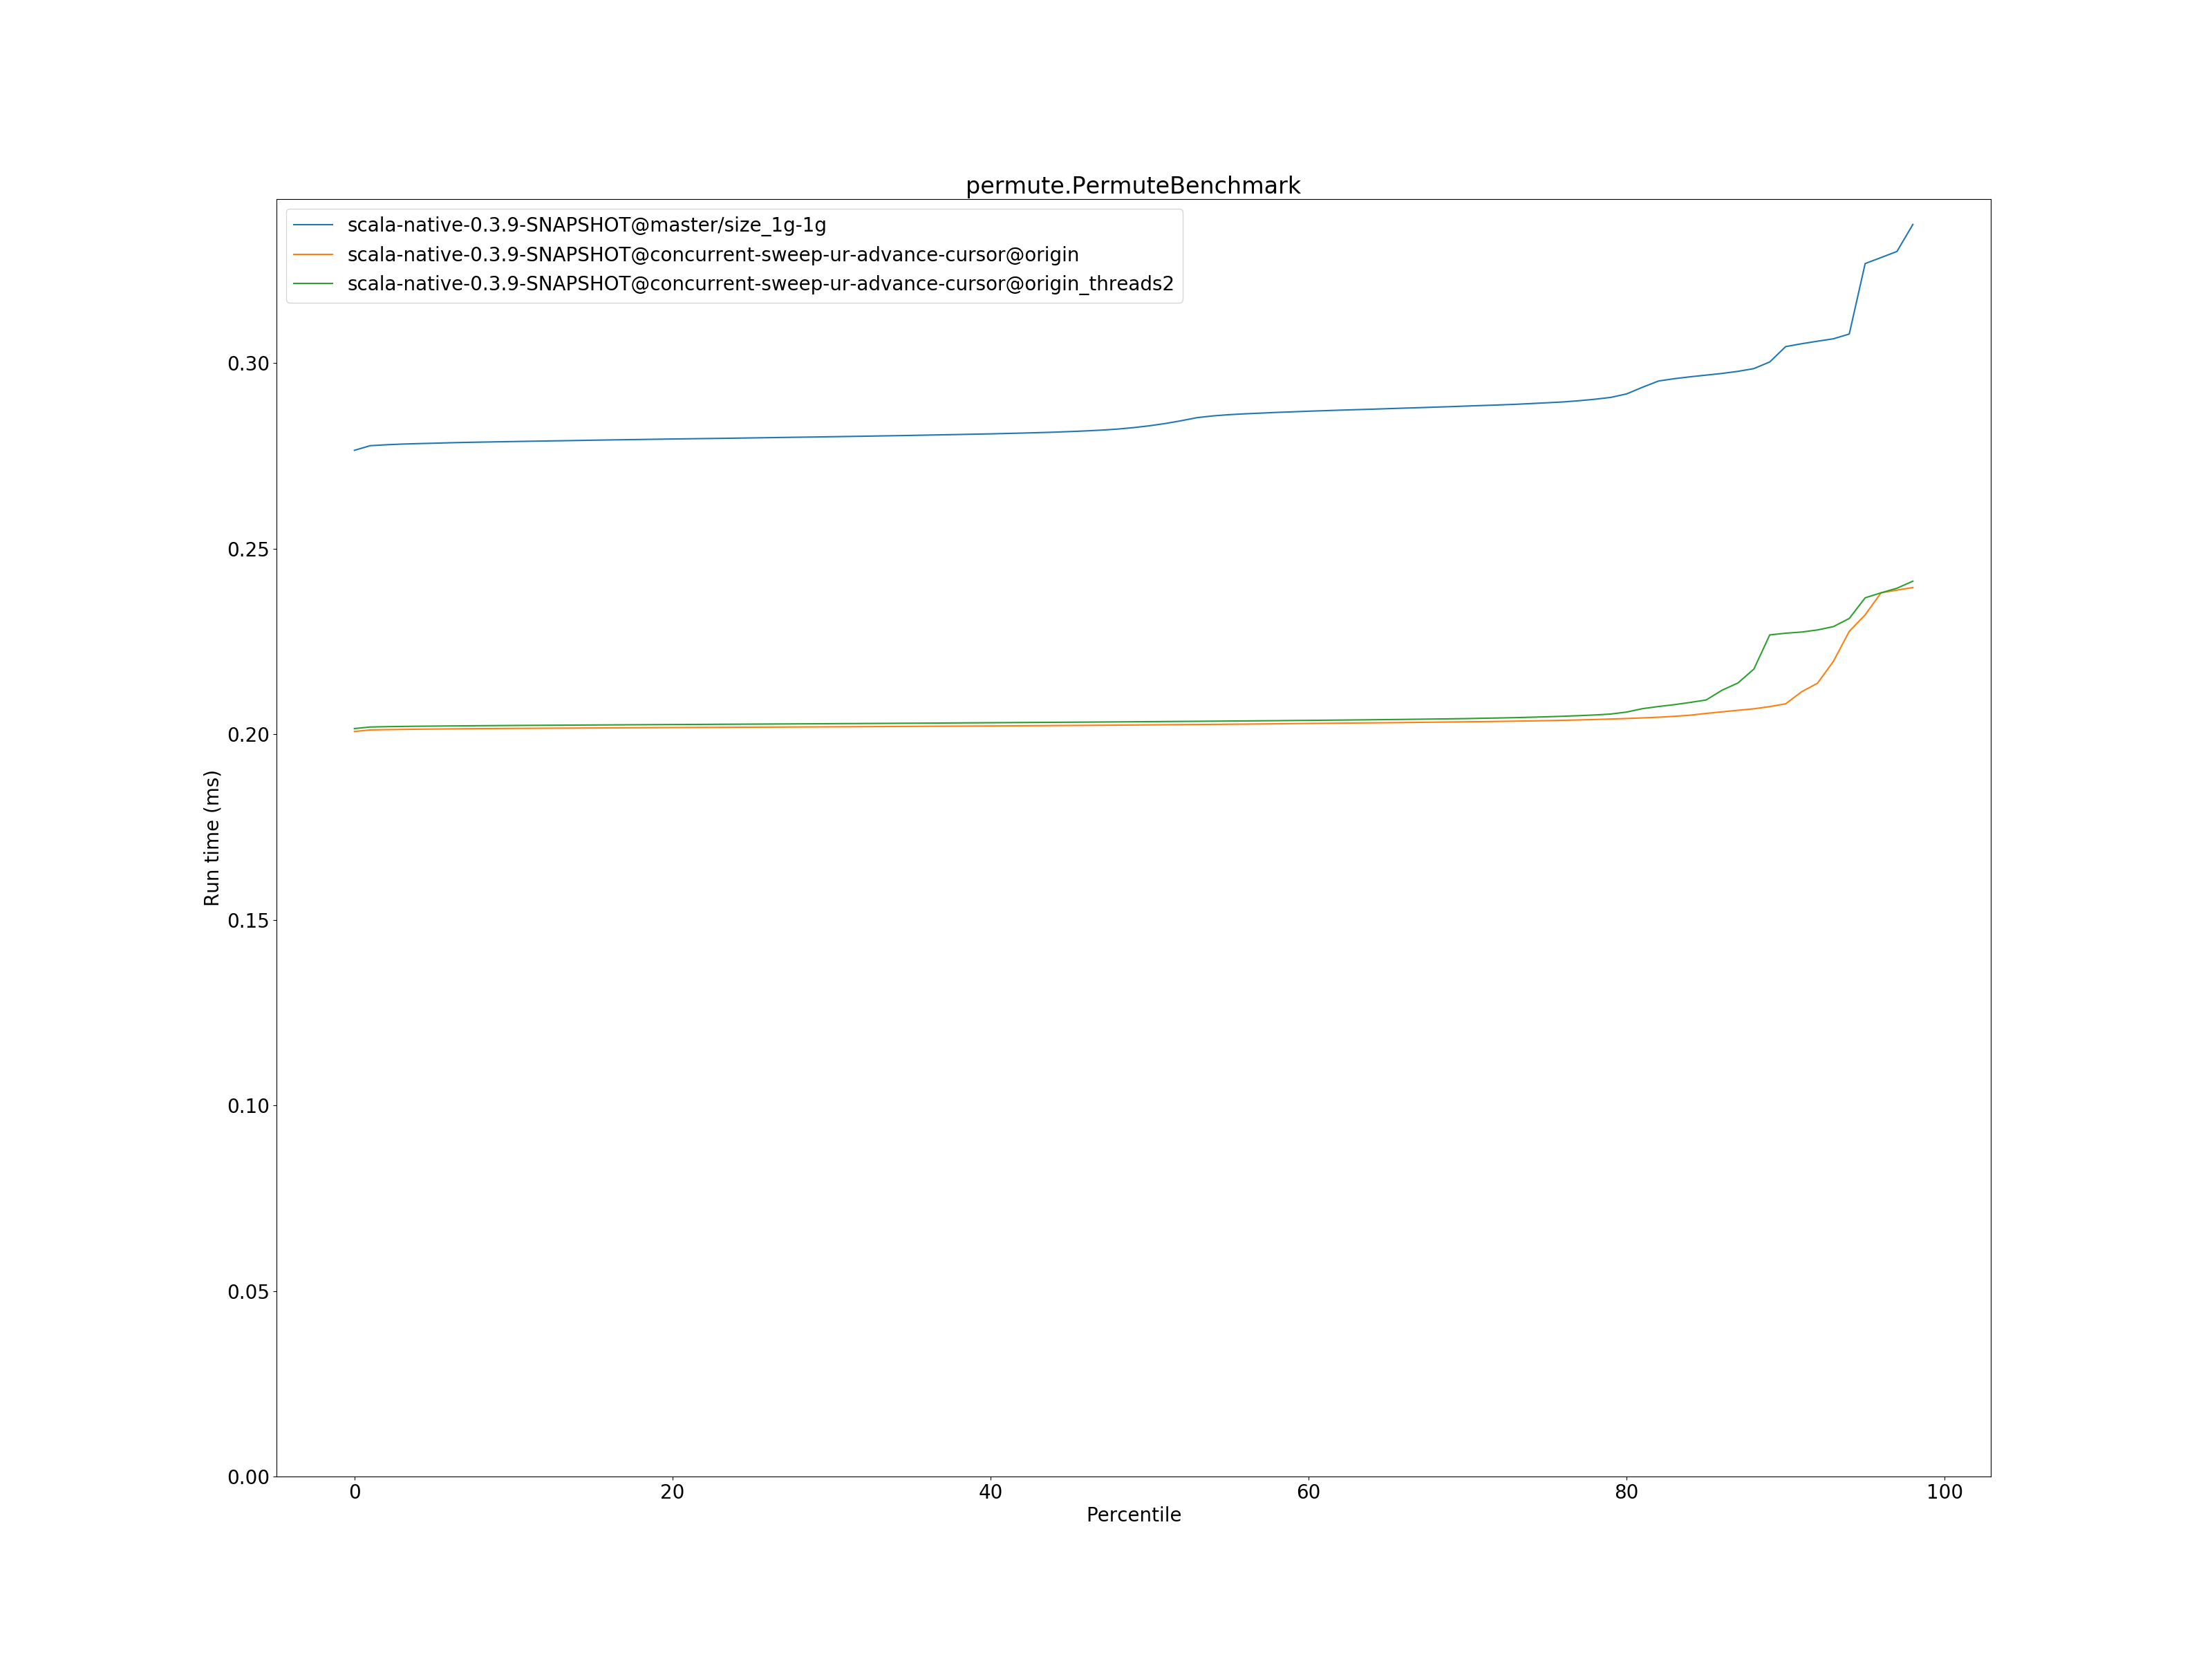 permute.PermuteBenchmark
scala-native-0.3.9-SNAPSHOT@master/size_1g-1g
scala-native-0.3.9-SNAPSHOT@concurrent-sweep-ur-advance-cursor@origin
scala-native-0.3.9-SNAPSHOT@concurrent-sweep-ur-advance-cursor@origin_threads2
0.30
0.25
0.20
0.15
0.10
0.05
0.00
Run time (ms)
0 20 40 60 80 100
Percentile